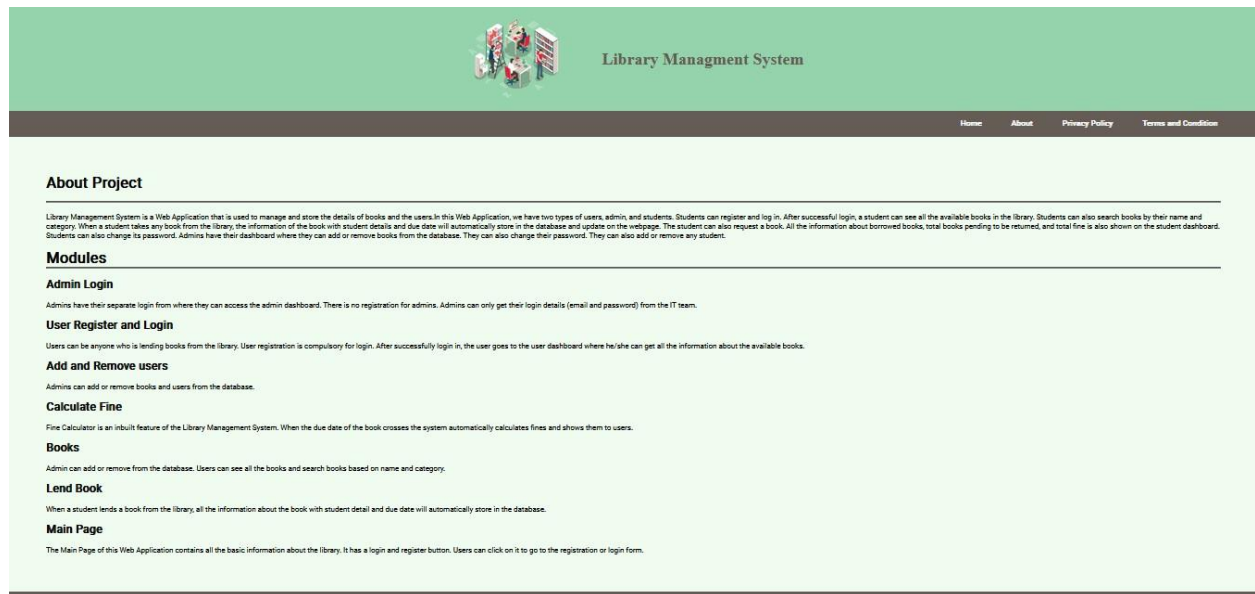 Library Managment System
Home About Privacy Policy Terms and Condition
About Project
Library Management System is a Web Application that is used to manage and store the details of books and the users.In this Web Application, we have two types of users, admin, and students. Students can register and log in. After successful login, a student can see all the available books in the library. Students can also search books by their name and
category. When a student takes any book from the library, the information of the book with student details and due date will automatically store in the database and update on the webpage. The student can also request a book. All the information about borrowed books, total books pending to be returned, and total fine is also shown on the student dashboard.
Students can also change its password. Admins have their dashboard where they can add or remove books from the database. They can also change their password. They can also add or remove any student.
Modules
Admin Login
Admins have their separate login from where they can access the admin dashboard. There is no registration for admins. Admins can only get their login details (email and password) from the IT team.
User Register and Login
Users can be anyone who is lending books from the library. User registration is compulsory for login. After successfully login in, the user goes to the user dashboard where he/she can get all the information about the available books.
Add and Remove users
Admins can add or remove books and users from the database.
Calculate Fine
Fine Calculator is an inbuilt feature of the Library Management System. When the due date of the book crosses the system automatically calculates fines and shows them to users.
Books
Admin can add or remove from the database. Users can see all the books and search books based on name and category.
Lend Book
When a student lends a book from the library, all the information about the book with student detail and due date will automatically store in the database.
Main Page
The Main Page of this Web Application contains all the basic information about the library. It has a login and register button. Users can click on it to go to the registration or login form.